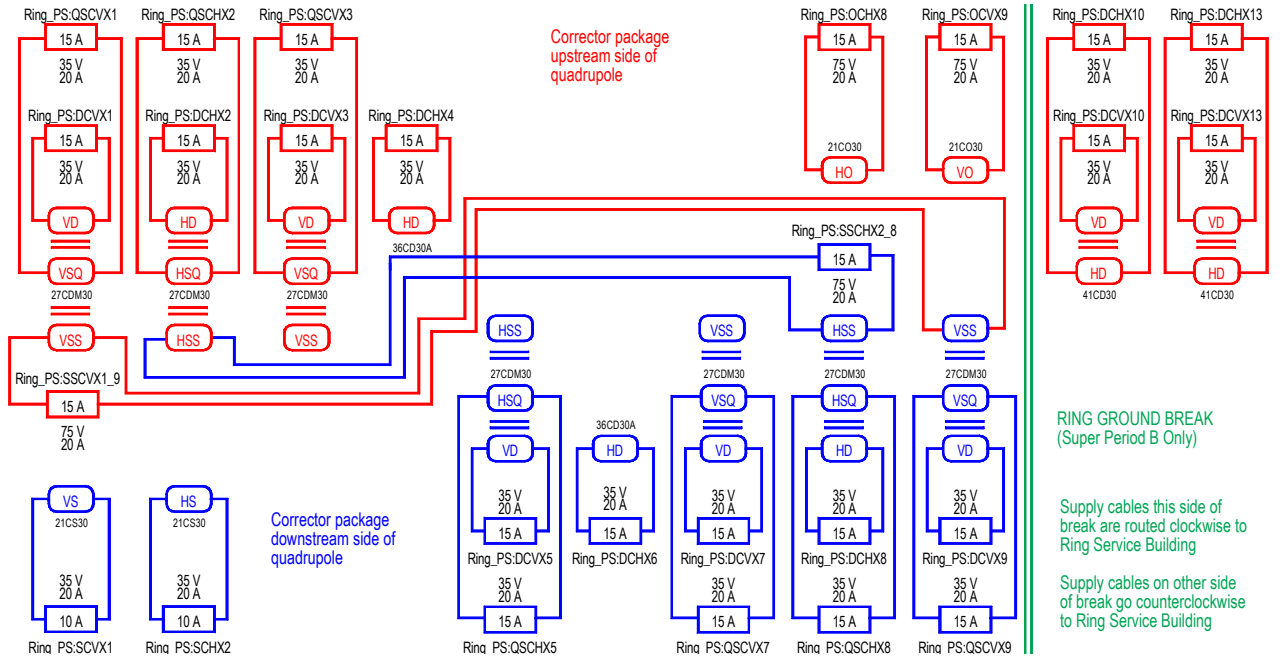 Ring_PS:QSCVX1 Ring_PS:QSCHX2 Ring_PS:QSCVX3 Ring_PS:OCHX8 Ring_PS:OCVX9 Ring_PS:DCHX10 Ring_PS:DCHX13
15 A 15 A 15 A 15 A 15 A 15 A 15 A
35 V 35 V 35 V 75 V 75 V 35 V 35 V
20 A 20 A 20 A 20 A 20 A 20 A 20 A
Corrector package
upstream side of
quadrupole
Ring_PS:DCVX1 Ring_PS:DCHX2 Ring_PS:DCVX3 Ring_PS:DCHX4 Ring_PS:DCVX10 Ring_PS:DCVX13
15 A 15 A 15 A 15 A 15 A 15 A
35 V 35 V 35 V 35 V 35 V 35 V
20 A 20 A 20 A 20 A 20 A 20 A
21CO30 21CO30
HO VO
VD HD VD HD VD VD
36CD30A
Ring_PS:SSCHX2_8
15 A
75 V
20 A
VSQ HSQ VSQ HD HD
27CDM30 27CDM30 27CDM30 41CD30 41CD30
VSS HSS VSS HSS VSS HSS VSS
Ring_PS:SSCVX1_9
15 A
75 V
20 A
27CDM30 27CDM30 27CDM30 27CDM30
HSQ VSQ HSQ VSQ
36CD30A
VD HD VD HD VD
RING GROUND BREAK
(Super Period B Only)
VS HS
21CS30 21CS30
Corrector package
downstream side of
quadrupole
35 V 35 V 35 V 35 V 35 V
20 A 20 A 20 A 20 A 20 A
15 A 15 A 15 A 15 A 15 A
Ring_PS:DCVX5 Ring_PS:DCHX6 Ring_PS:DCVX7 Ring_PS:DCHX8 Ring_PS:DCVX9
Supply cables this side of
break are routed clockwise to
Ring Service Building
35 V 35 V 35 V 35 V 35 V 35 V
20 A 20 A 20 A 20 A 20 A 20 A
10 A 10 A 15 A 15 A 15 A 15 A
Ring_PS:SCVX1 Ring_PS:SCHX2 Ring_PS:QSCHX5 Ring_PS:QSCVX7 Ring_PS:QSCHX8 Ring_PS:QSCVX9
Supply cables on other side
of break go counterclockwise
to Ring Service Building